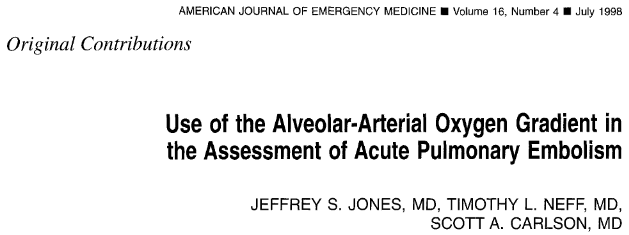 AMERICAN JOURNAL OF EMERGENCY MEDICINE ■ Volume 16, Number 4 ■ July 1998
Original Contributions
Use of the Alveolar-Arterial Oxygen Gradient in
the Assessment of Acute Pulmonary Embolism
JEFFREY S. JONES, MD, TIMOTHY L. NEFF, MD,
SCOTT A. CARLSON, MD